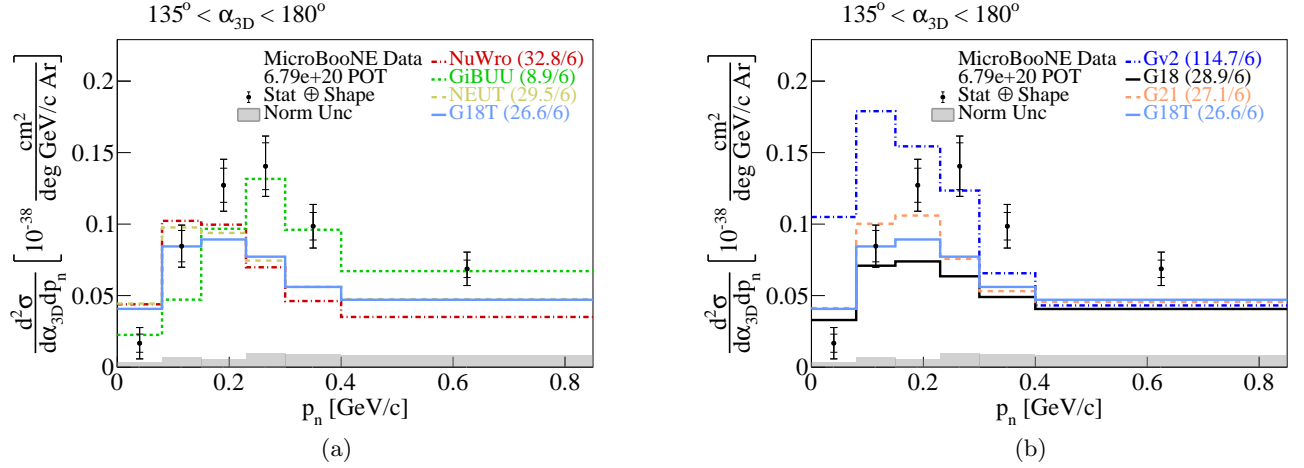 135° < α3D < 180°
MicroBooNE Data
6.79e+20 POT
Stat ⊕ Shape
Norm Unc
NuWro (32.8/6)
GiBUU (8.9/6)
NEUT (29.5/6)
G18T (26.6/6)
0.2
0.15
0.1
0.05
0
0 0.2 0.4 0.6 0.8
pn [GeV/c]
d²σ/dα3Ddpn [10⁻³⁸ cm²/deg GeV/c Ar]
(a)
135° < α3D < 180°
MicroBooNE Data
6.79e+20 POT
Stat ⊕ Shape
Norm Unc
Gv2 (114.7/6)
G18 (28.9/6)
G21 (27.1/6)
G18T (26.6/6)
0.2
0.15
0.1
0.05
0
0 0.2 0.4 0.6 0.8
pn [GeV/c]
d²σ/dα3Ddpn [10⁻³⁸ cm²/deg GeV/c Ar]
(b)